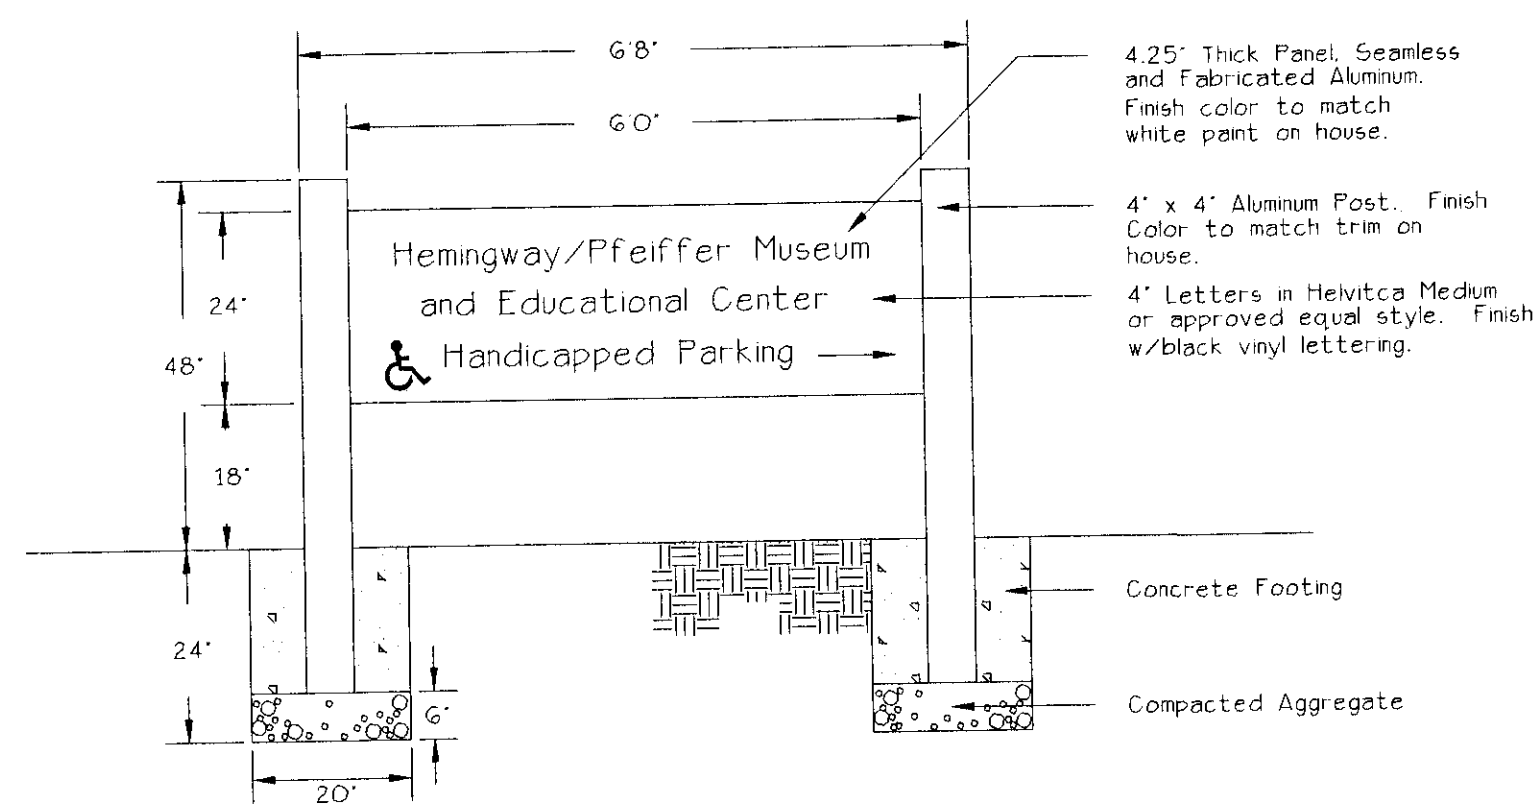 6'8"
6'0"
4.25" Thick Panel, Seamless
and Fabricated Aluminum.
Finish color to match
white paint on house.
4" x 4" Aluminum Post. Finish
Color to match trim on
house.
4" Letters in Helvitca Medium
or approved equal style. Finish
w/black vinyl lettering.
Hemingway/Pfeiffer Museum
and Educational Center
Handicapped Parking
24"
48"
18"
24"
6"
20"
Concrete Footing
Compacted Aggregate